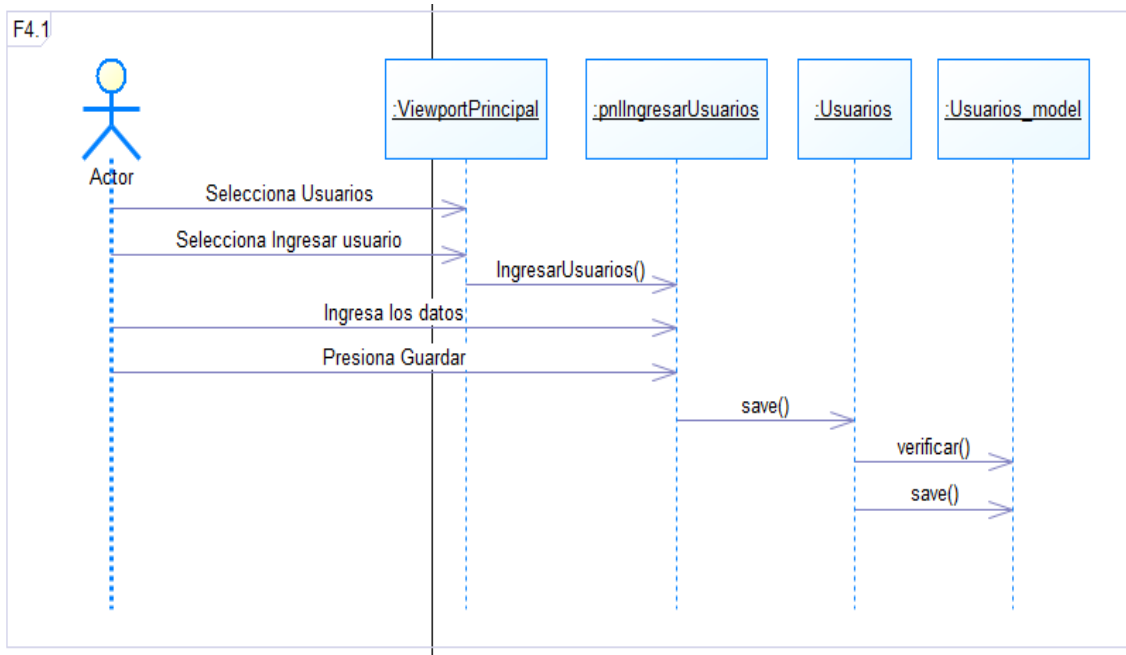 F4.1
:ViewportPrincipal
:pnlIngresarUsuarios
:Usuarios
:Usuarios_model
Actor
Selecciona Usuarios
Selecciona Ingresar usuario
IngresarUsuarios()
Ingresa los datos
Presiona Guardar
save()
verificar()
save()